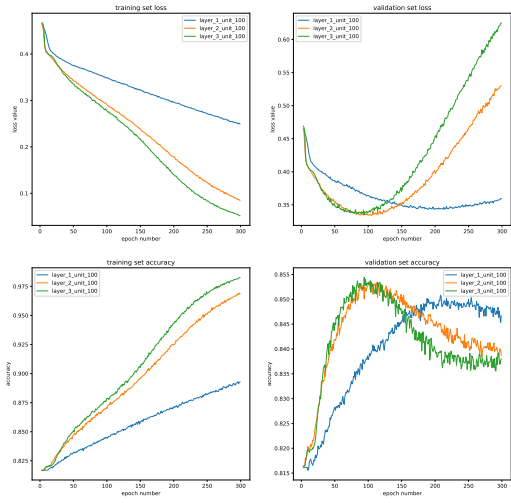 training set loss
layer_1_unit_100
layer_2_unit_100
layer_3_unit_100
loss value
0.4
0.3
0.2
0.1
0 50 100 150 200 250 300
epoch number
validation set loss
layer_1_unit_100
layer_2_unit_100
layer_3_unit_100
loss value
0.60
0.55
0.50
0.45
0.40
0.35
0 50 100 150 200 250 300
epoch number
training set accuracy
layer_1_unit_100
layer_2_unit_100
layer_3_unit_100
accuracy
0.975
0.950
0.925
0.900
0.875
0.850
0.825
0 50 100 150 200 250 300
epoch number
validation set accuracy
layer_1_unit_100
layer_2_unit_100
layer_3_unit_100
accuracy
0.855
0.850
0.845
0.840
0.835
0.830
0.825
0.820
0.815
0 50 100 150 200 250 300
epoch number